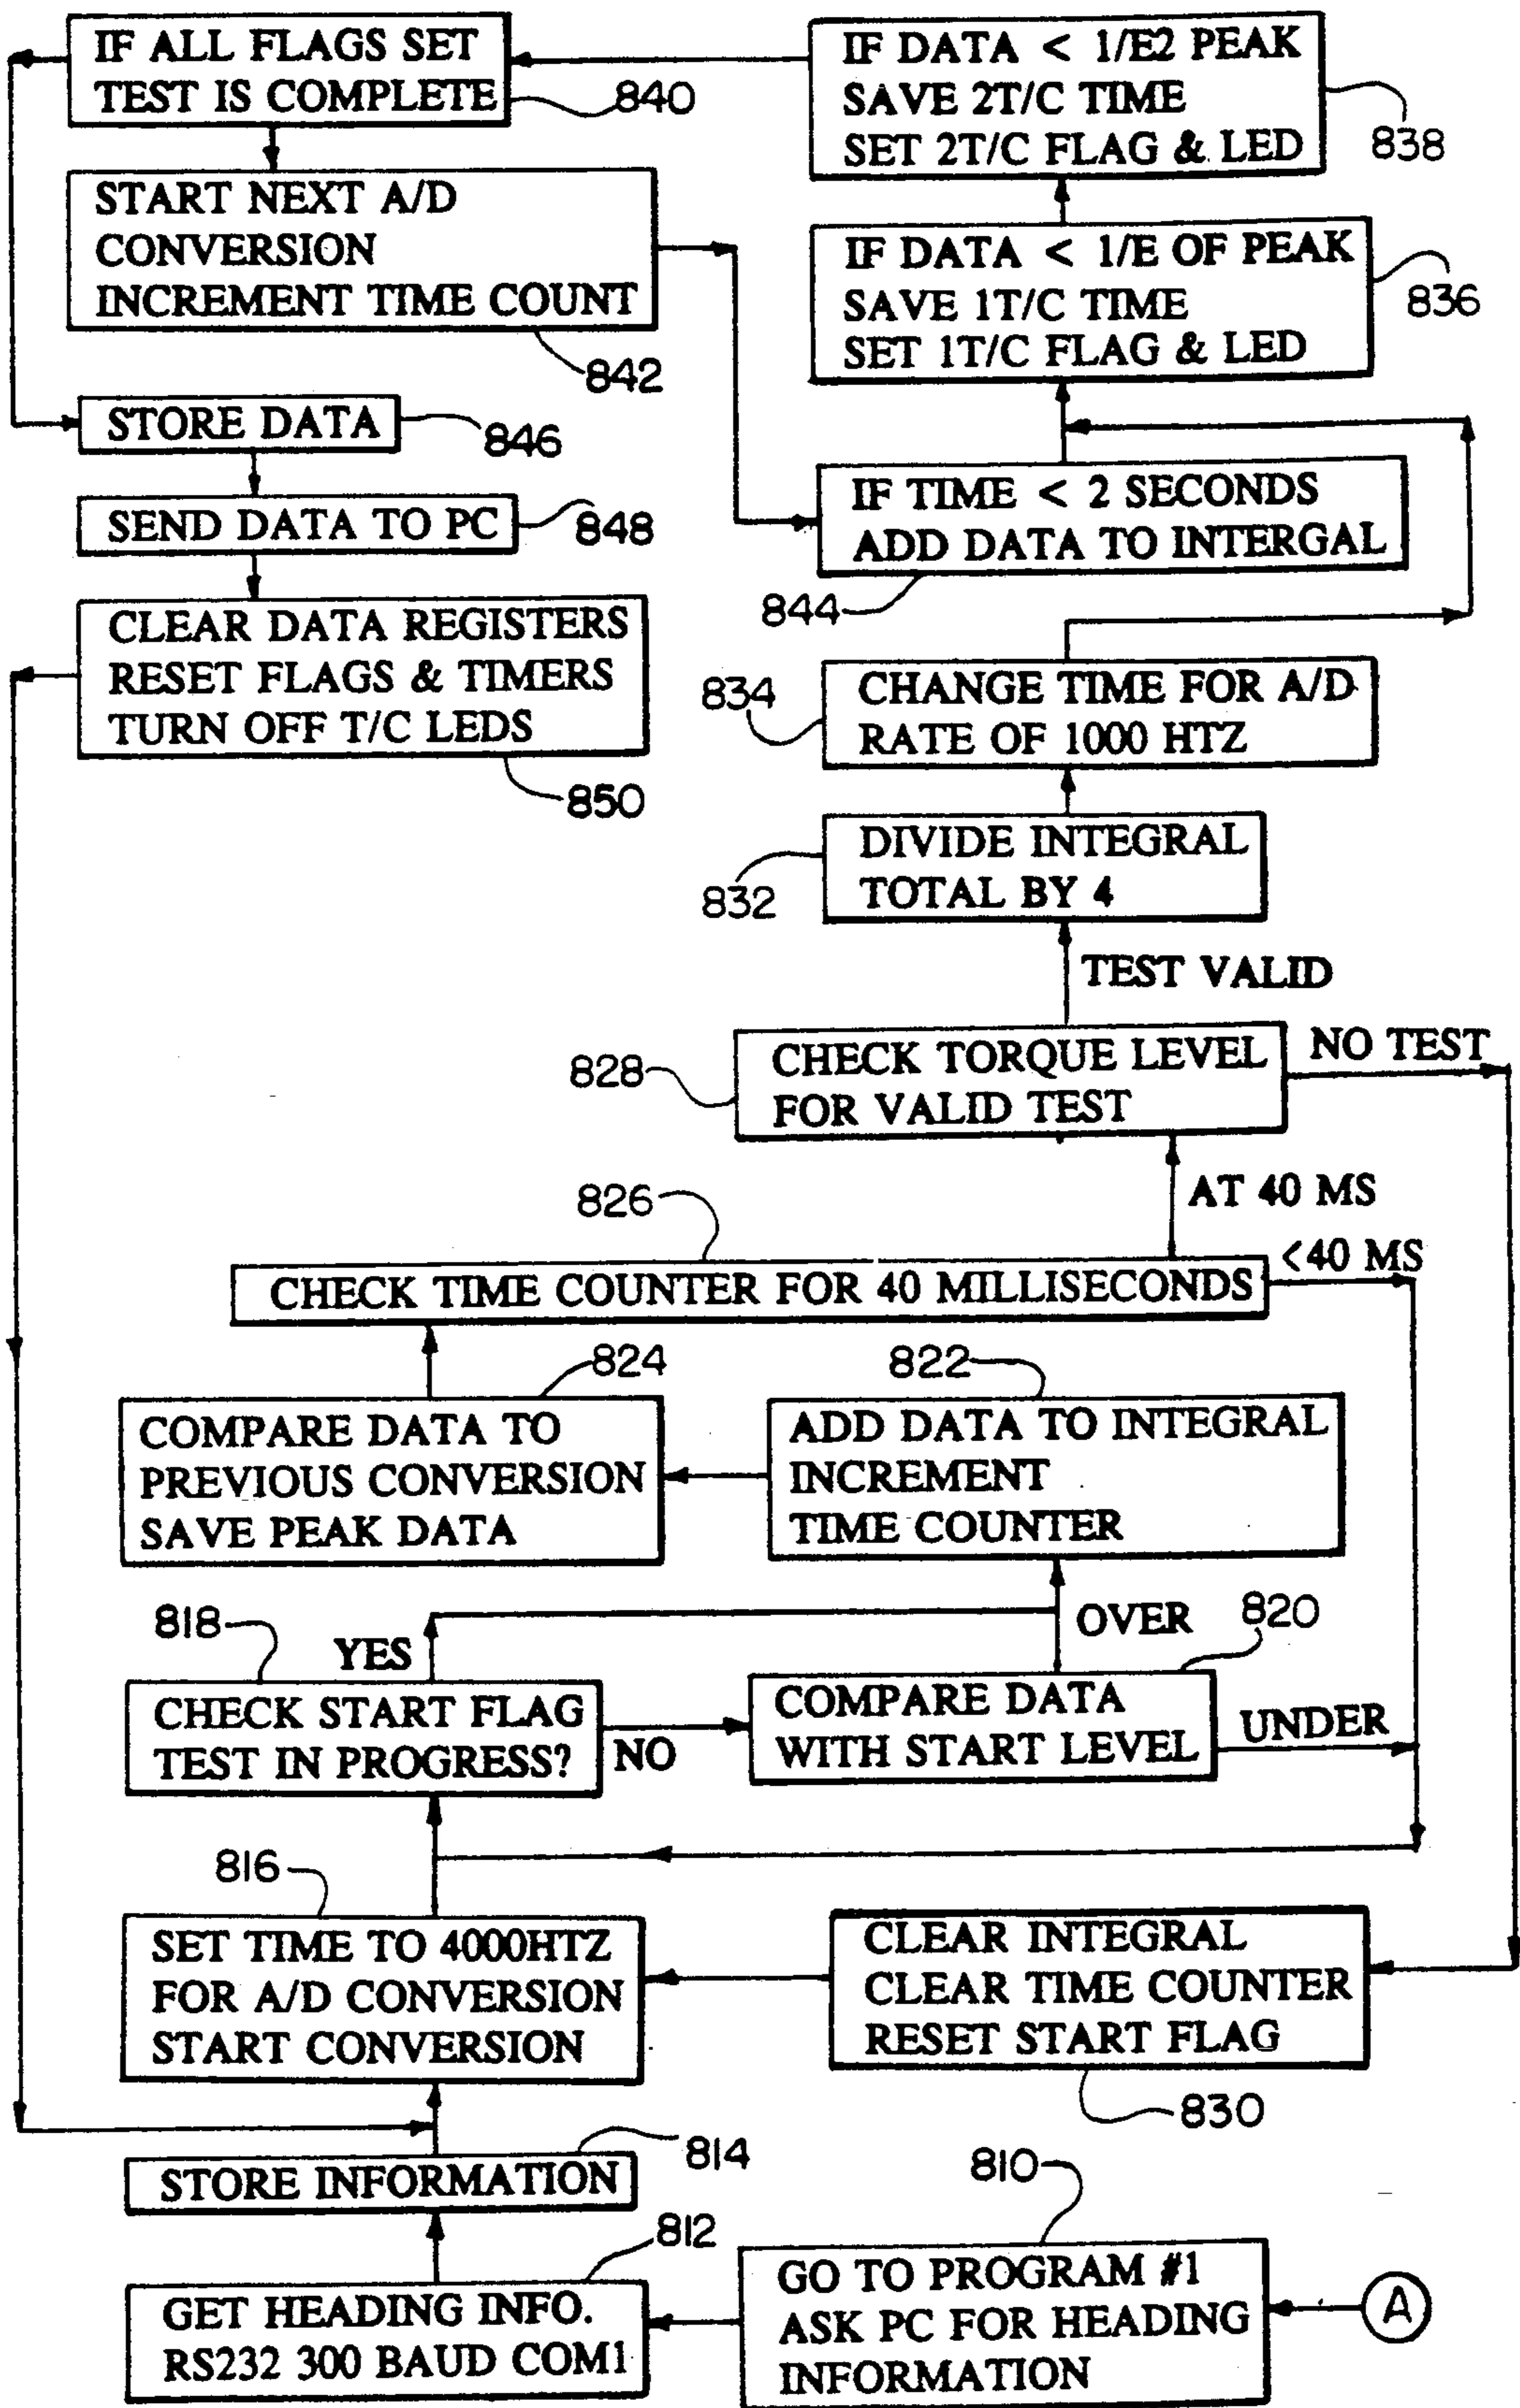 IF ALL FLAGS SET
TEST IS COMPLETE
840
START NEXT A/D
CONVERSION
INCREMENT TIME COUNT
842
STORE DATA
846
SEND DATA TO PC
848
CLEAR DATA REGISTERS
RESET FLAGS & TIMERS
TURN OFF T/C LEDS
850
IF DATA < 1/E2 PEAK
SAVE 2T/C TIME
SET 2T/C FLAG & LED
838
IF DATA < 1/E OF PEAK
SAVE 1T/C TIME
SET 1T/C FLAG & LED
836
IF TIME < 2 SECONDS
ADD DATA TO INTERGAL
844
CHANGE TIME FOR A/D
RATE OF 1000 HTZ
834
DIVIDE INTEGRAL
TOTAL BY 4
832
TEST VALID
CHECK TORQUE LEVEL
FOR VALID TEST
828
NO TEST
AT 40 MS
826
CHECK TIME COUNTER FOR 40 MILLISECONDS
<40 MS
824
COMPARE DATA TO
PREVIOUS CONVERSION
SAVE PEAK DATA
822
ADD DATA TO INTEGRAL
INCREMENT
TIME COUNTER
818
YES
OVER
820
CHECK START FLAG
TEST IN PROGRESS?
NO
COMPARE DATA
WITH START LEVEL
UNDER
816
SET TIME TO 4000HTZ
FOR A/D CONVERSION
START CONVERSION
CLEAR INTEGRAL
CLEAR TIME COUNTER
RESET START FLAG
830
814
STORE INFORMATION
812
GET HEADING INFO.
RS232 300 BAUD COM1
810
GO TO PROGRAM #1
ASK PC FOR HEADING
INFORMATION
A